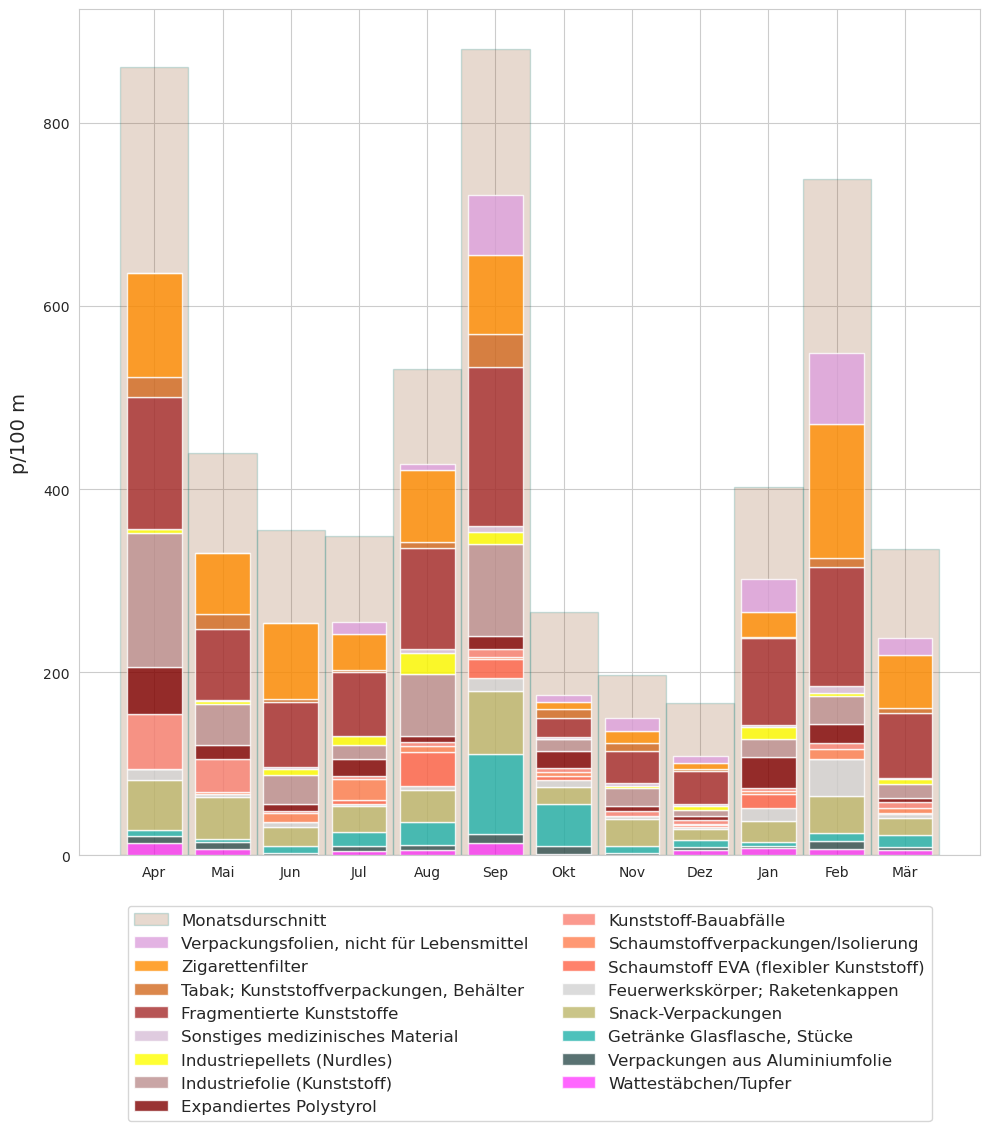 800
600
400
200
0
p/100 m
Apr Mai Jun Jul Aug Sep Okt Nov Dez Jan Feb Mär
Monatsdurschnitt
Verpackungsfolien, nicht für Lebensmittel
Zigarettenfilter
Tabak; Kunststoffverpackungen, Behälter
Fragmentierte Kunststoffe
Sonstiges medizinisches Material
Industriepellets (Nurdles)
Industriefolie (Kunststoff)
Expandiertes Polystyrol
Kunststoff-Bauabfälle
Schaumstoffverpackungen/Isolierung
Schaumstoff EVA (flexibler Kunststoff)
Feuerwerkskörper; Raketenkappen
Snack-Verpackungen
Getränke Glasflasche, Stücke
Verpackungen aus Aluminiumfolie
Wattestäbchen/Tupfer